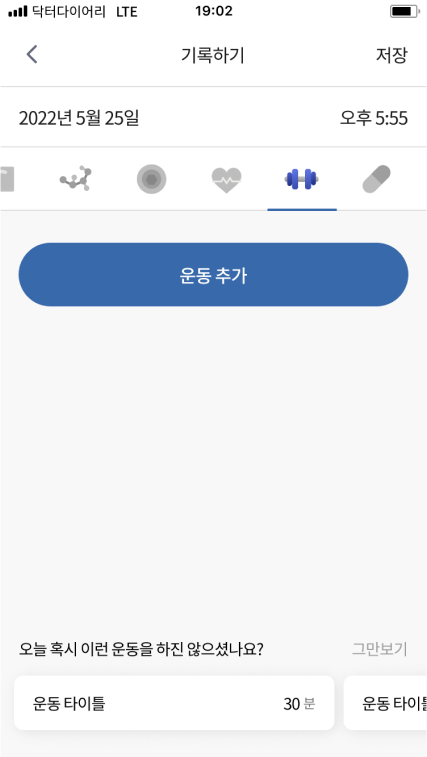 닥터다이어리 LTE 19:02
기록하기 저장
2022년 5월 25일 오후 5:55
운동 추가
오늘 혹시 이런 운동을 하진 않으셨나요? 그만보기
운동 타이틀 30 분 운동 타이틀